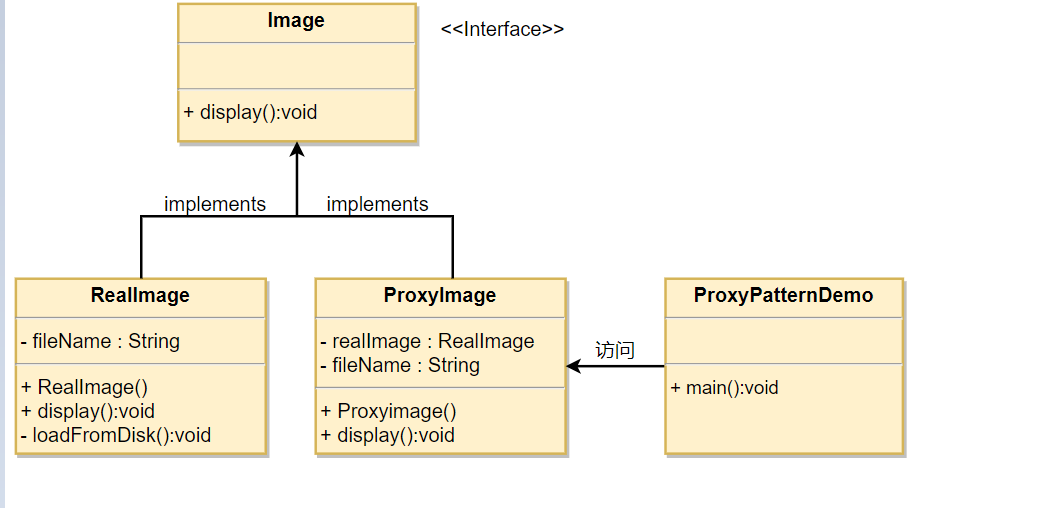 Image
<<Interface>>
+ display():void
implements
implements
RealImage
- fileName : String
+ RealImage()
+ display():void
- loadFromDisk():void
ProxyImage
- realImage : RealImage
- fileName : String
+ Proxyimage()
+ display():void
访问
ProxyPatternDemo
+ main():void